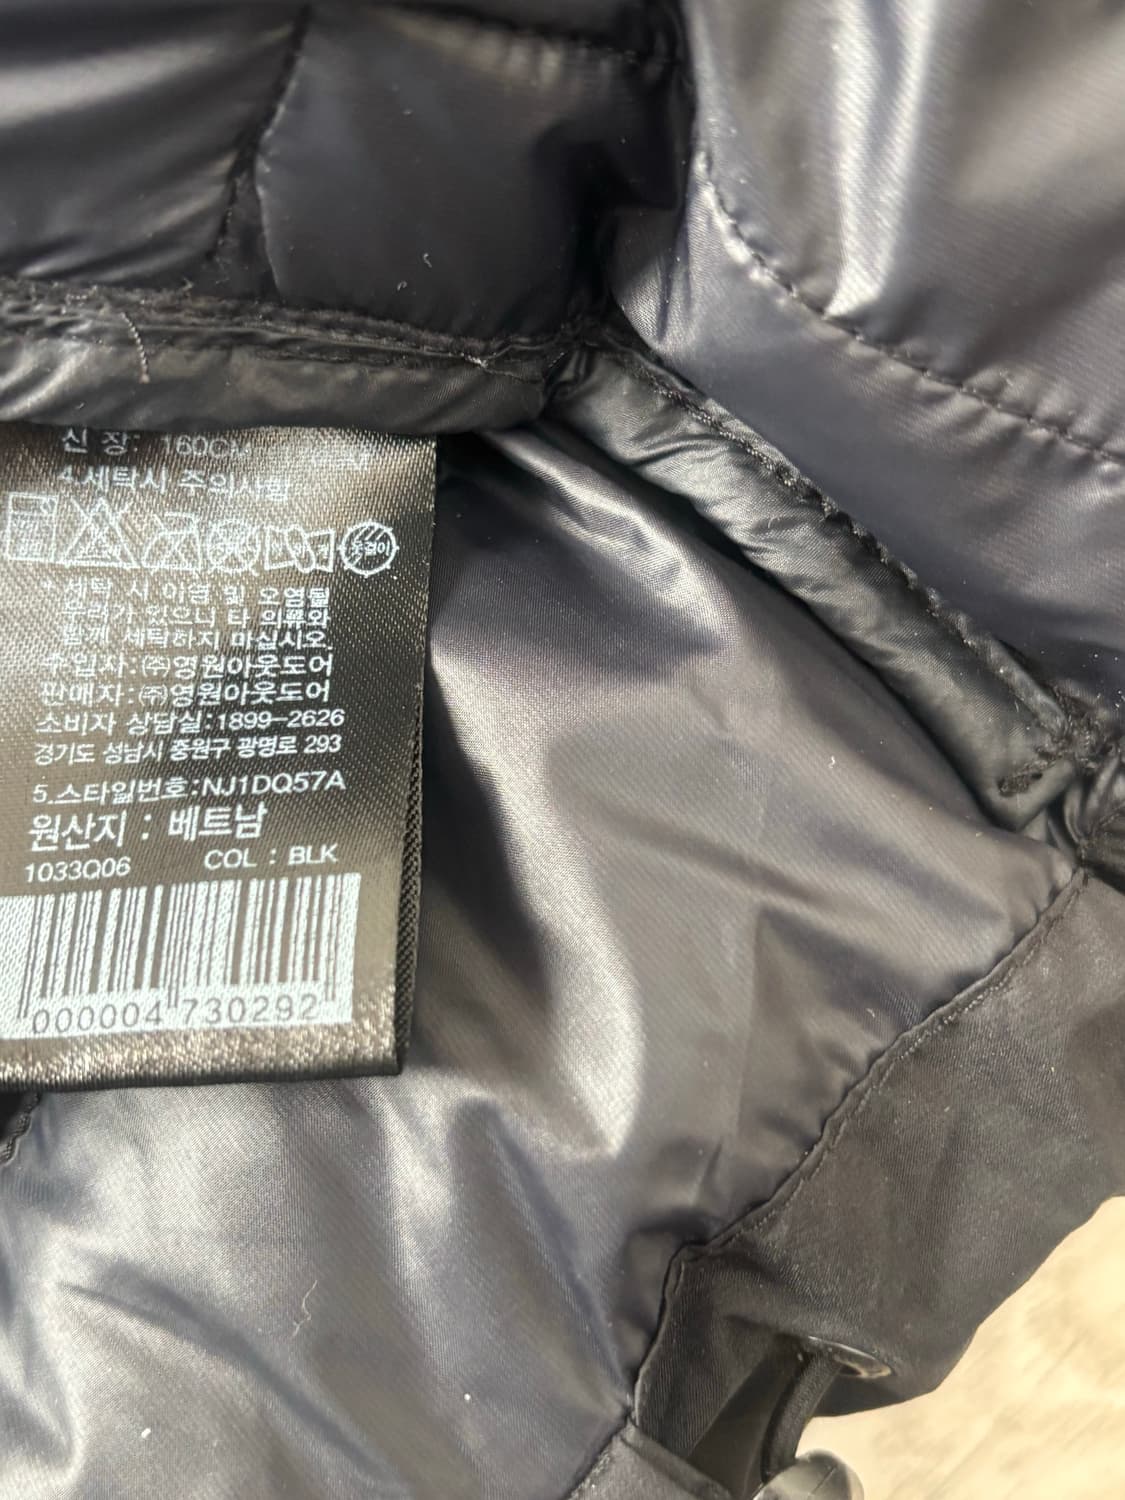 신 장: 160CM
4.세탁시 주의사항
옷걸이
* 세탁 시 이염 및 오염될
우려가 있으니 타 의류와
함께 세탁하지 마십시오.
수입자:㈜영원아웃도어
판매자:㈜영원아웃도어
소비자 상담실:1899-2626
경기도 성남시 중원구 광명로 293
5.스타일번호:NJ1DQ57A
원산지 : 베트남
1033Q06 COL : BLK
000004730292